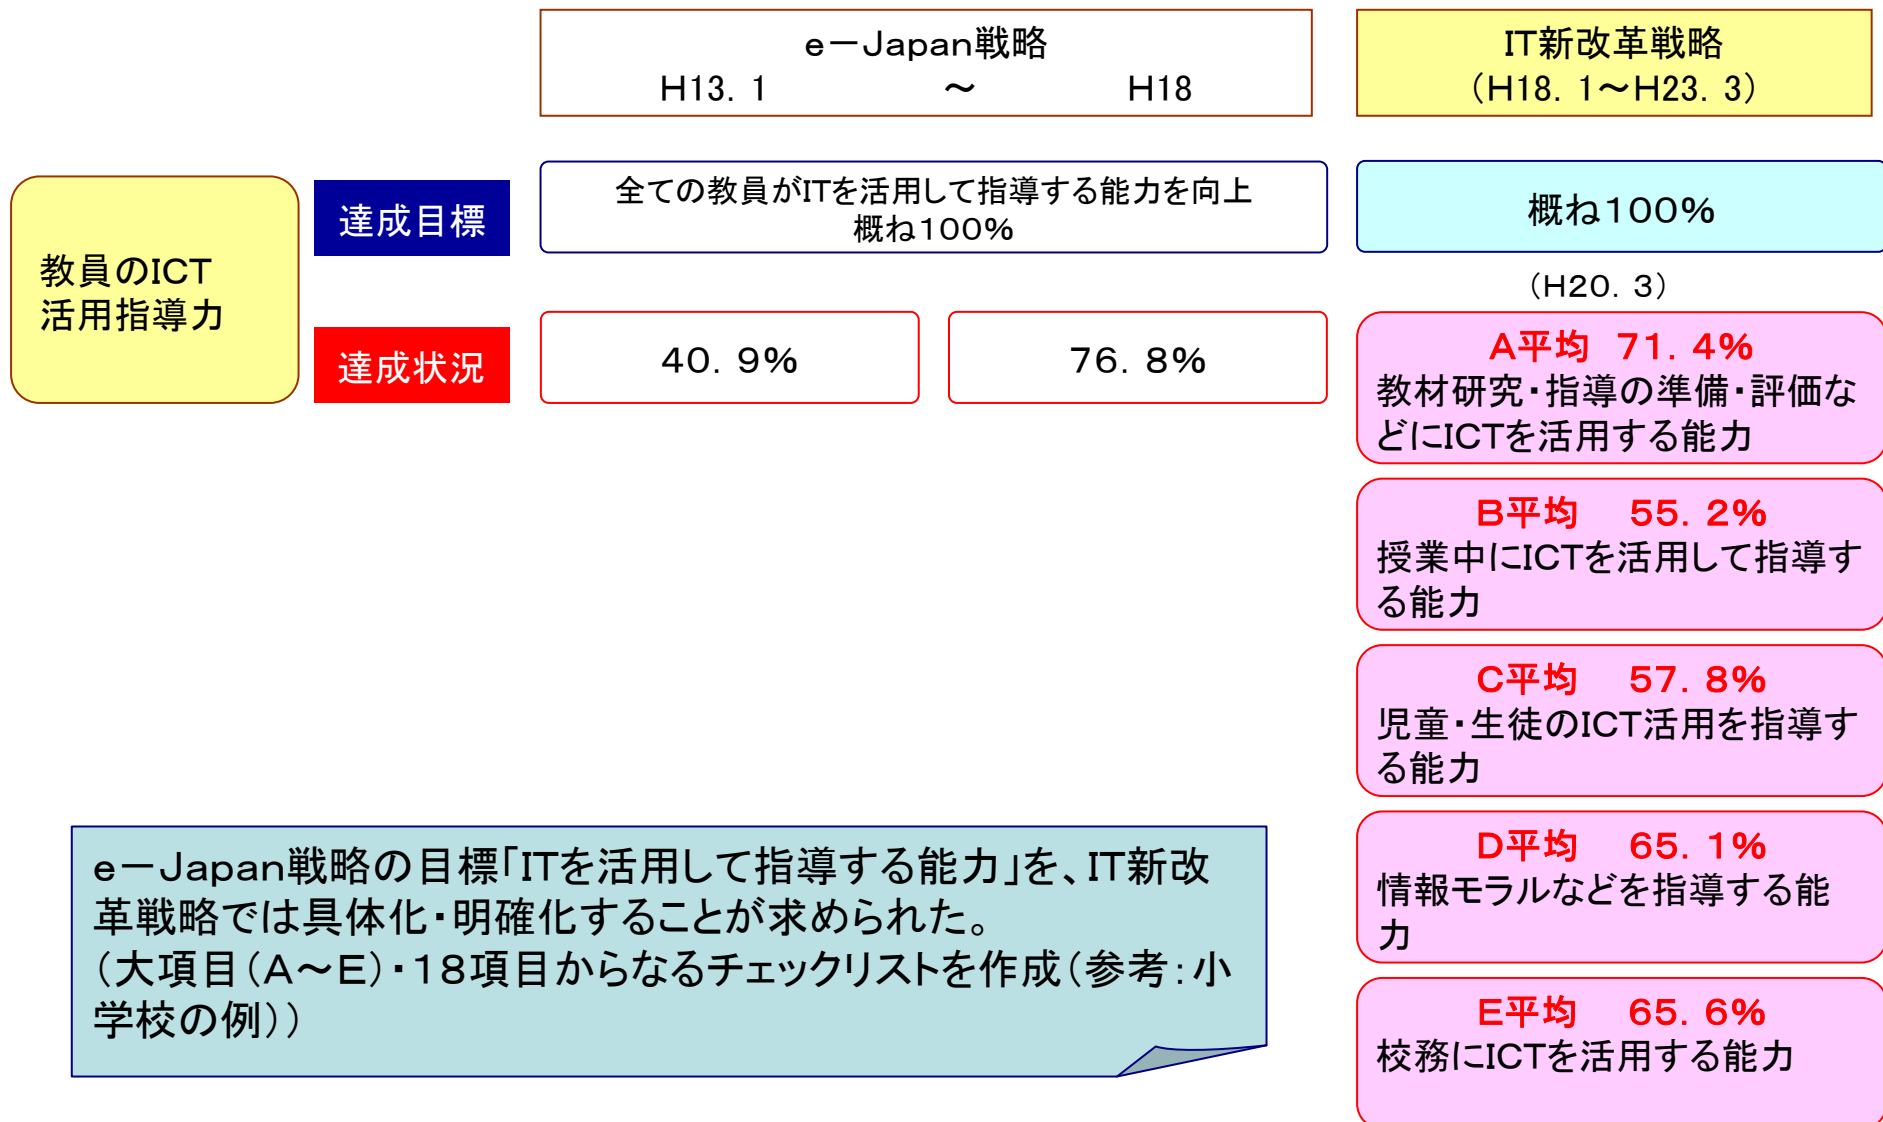 e－Japan戦略
H13．1　～　H18
IT新改革戦略
（H18．1～H23．3）
教員のICT
活用指導力
達成目標
全ての教員がITを活用して指導する能力を向上
概ね100%
概ね100%
（H20．3）
達成状況
40．9%
76．8%
A平均　71．4%
教材研究・指導の準備・評価な
どにICTを活用する能力
B平均　55．2%
授業中にICTを活用して指導す
る能力
C平均　57．8%
児童・生徒のICT活用を指導す
る能力
D平均　65．1%
情報モラルなどを指導する能
力
E平均　65．6%
校務にICTを活用する能力
e－Japan戦略の目標「ITを活用して指導する能力」を、IT新改
革戦略では具体化・明確化することが求められた。
（大項目（A～E）・18項目からなるチェックリストを作成（参考：小
学校の例））